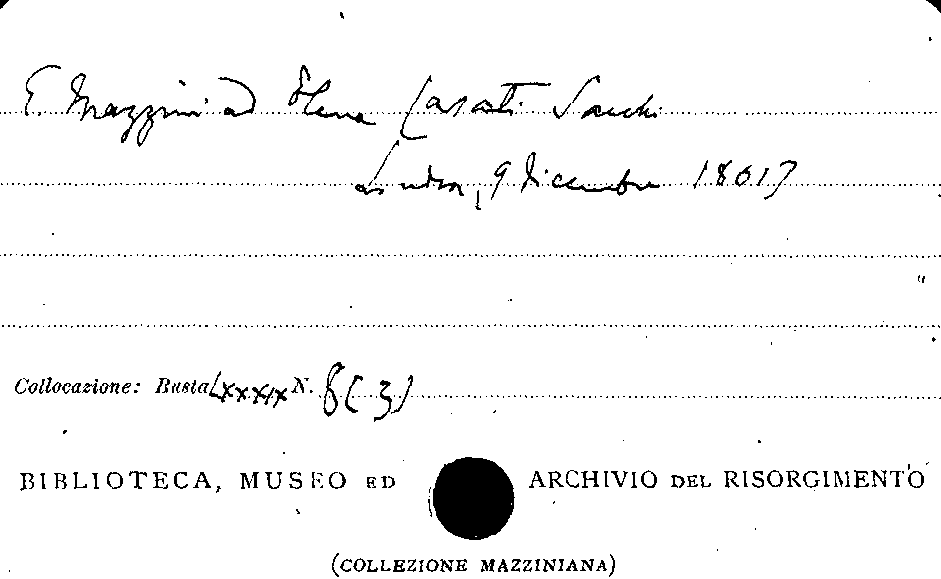 G. Mazzini ad Elena Casati Sacchi
Londra, 9 dicembre 1861?
Collocazione: Busta LXXXIX N. 8 (3)
BIBLIOTECA, MUSEO ED ARCHIVIO DEL RISORGIMENTO
(COLLEZIONE MAZZINIANA)